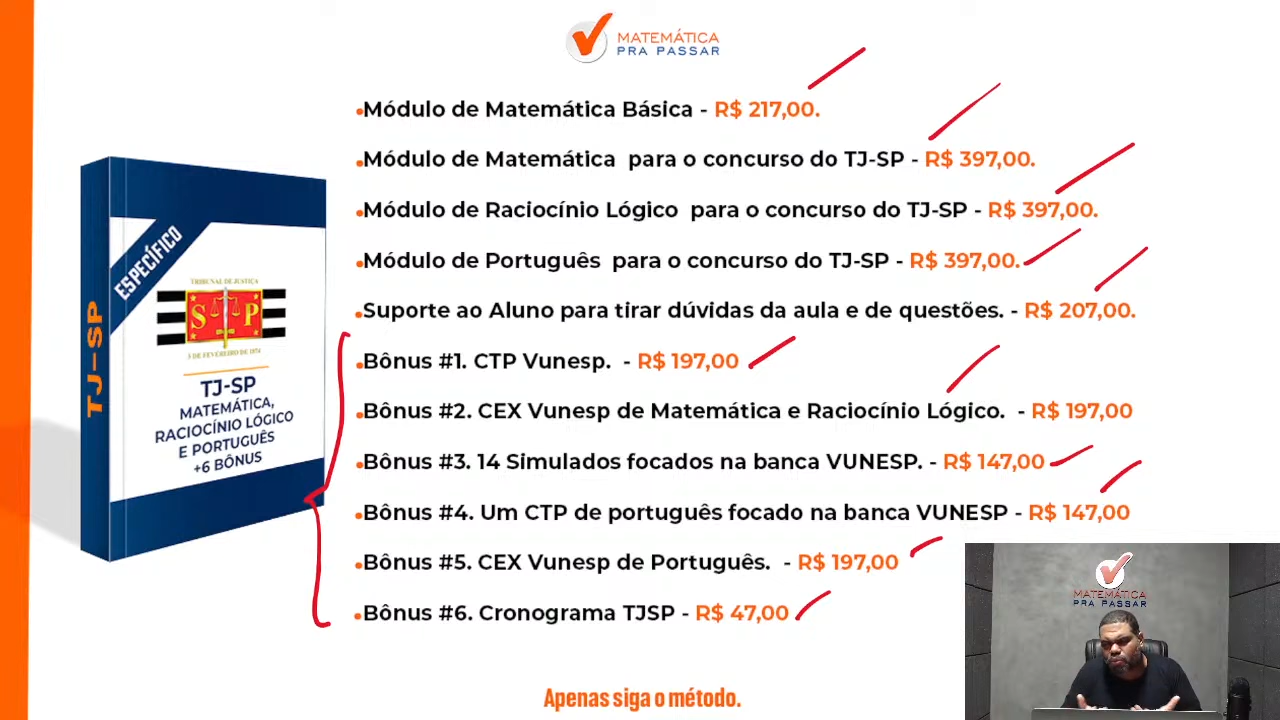 MATEMÁTICA
PRA PASSAR
•Módulo de Matemática Básica - R$ 217,00.
•Módulo de Matemática para o concurso do TJ-SP - R$ 397,00.
•Módulo de Raciocínio Lógico para o concurso do TJ-SP - R$ 397,00.
•Módulo de Português para o concurso do TJ-SP - R$ 397,00.
•Suporte ao Aluno para tirar dúvidas da aula e de questões. - R$ 207,00.
•Bônus #1. CTP Vunesp. - R$ 197,00
•Bônus #2. CEX Vunesp de Matemática e Raciocínio Lógico. - R$ 197,00
•Bônus #3. 14 Simulados focados na banca VUNESP. - R$ 147,00
•Bônus #4. Um CTP de português focado na banca VUNESP - R$ 147,00
•Bônus #5. CEX Vunesp de Português. - R$ 197,00
•Bônus #6. Cronograma TJSP - R$ 47,00
Apenas siga o método.
TJ-SP
ESPECÍFICO
TRIBUNAL DE JUSTIÇA
S P
3 DE FEVEREIRO DE 1874
TJ-SP
MATEMÁTICA,
RACIOCÍNIO LÓGICO
E PORTUGUÊS
+6 BÔNUS
MATEMÁTICA
PRA PASSAR